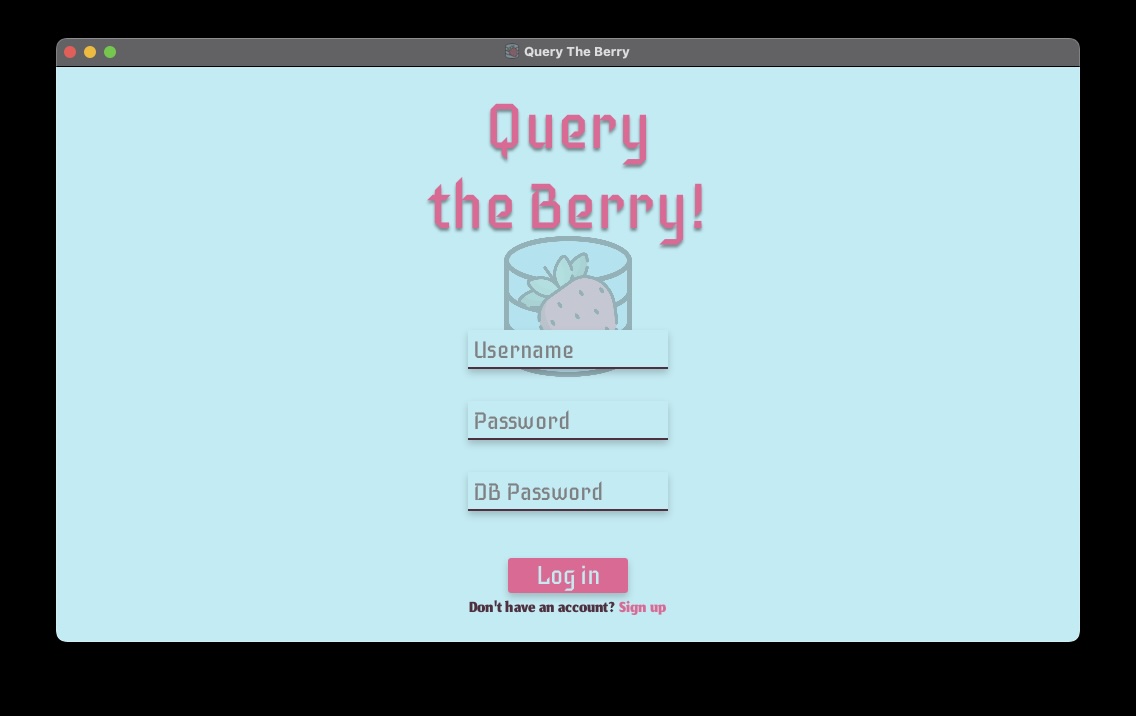 Query The Berry
Query
the Berry!
Username
Password
DB Password
Log in
Don't have an account? Sign up